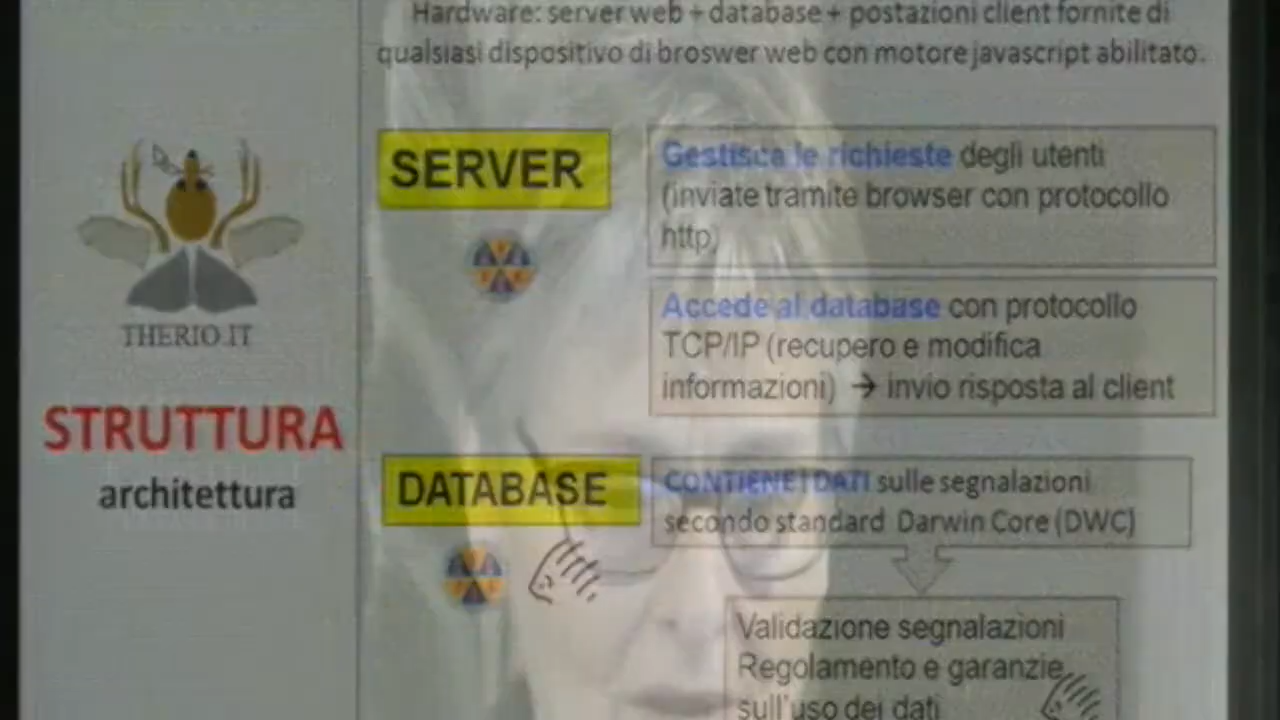 Hardware: server web + database + postazioni client fornite di
qualsiasi dispositivo di broswer web con motore javascript abilitato.
SERVER
Gestisce le richieste degli utenti
(inviate tramite browser con protocollo
http)
Accede al database con protocollo
TCP/IP (recupero e modifica
informazioni) → invio risposta al client
THERIO.IT
STRUTTURA
architettura
DATABASE
CONTIENE I DATI sulle segnalazioni
secondo standard Darwin Core (DWC)
Validazione segnalazioni
Regolamento e garanzie
sull'uso dei dati